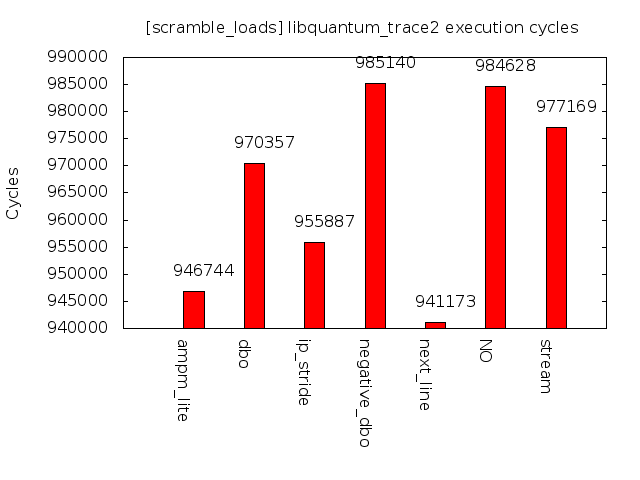 [scramble_loads] libquantum_trace2 execution cycles
Cycles
990000
985000
980000
975000
970000
965000
960000
955000
950000
945000
940000
946744
970357
955887
985140
941173
984628
977169
ampm_lite
dbo
ip_stride
negative_dbo
next_line
NO
stream